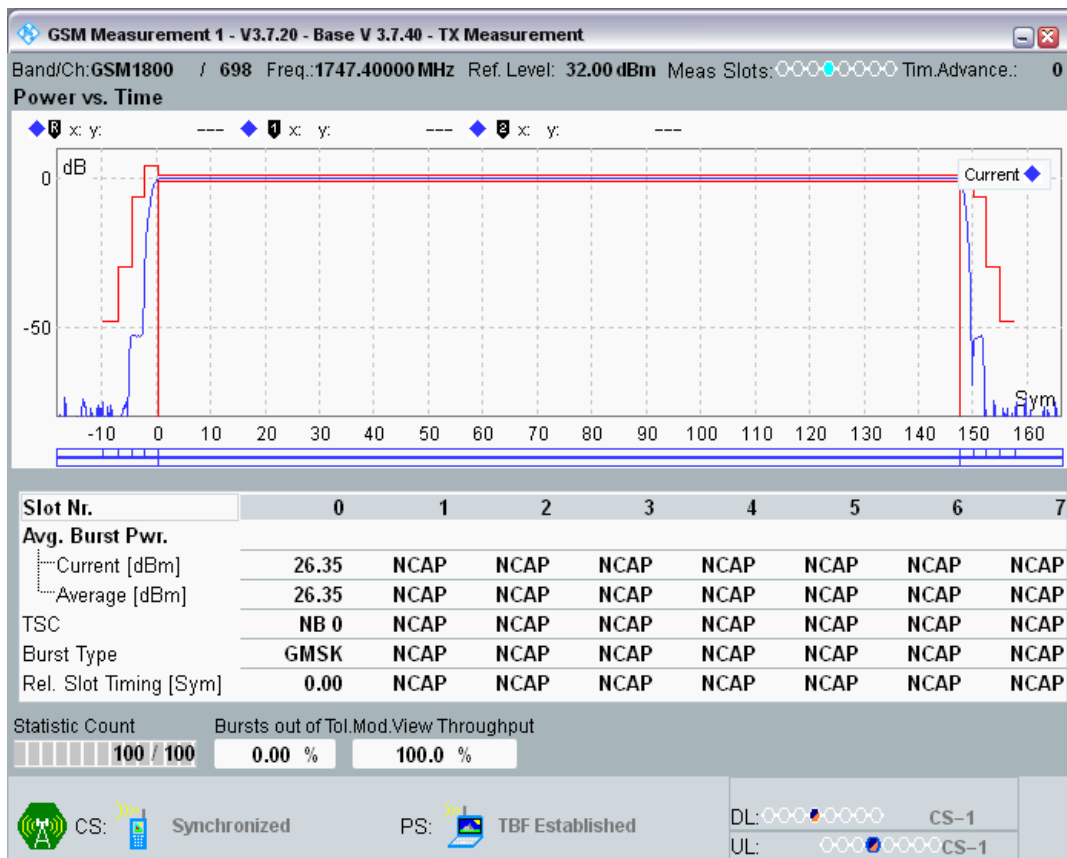 GSM Measurement 1 - V3.7.20 - Base V 3.7.40 - TX Measurement
Band/Ch:GSM1800 / 698 Freq.:1747.40000 MHz Ref. Level: 32.00 dBm Meas Slots: Tim.Advance.: 0
Power vs. Time
R x: y: --- 1 x: y: --- 2 x: y: ---
dB
0
Current
-50
Sym
-10 0 10 20 30 40 50 60 70 80 90 100 110 120 130 140 150 160
Slot Nr. 0 1 2 3 4 5 6 7
Avg. Burst Pwr.
Current [dBm] 26.35 NCAP NCAP NCAP NCAP NCAP NCAP NCAP
Average [dBm] 26.35 NCAP NCAP NCAP NCAP NCAP NCAP NCAP
TSC NB 0 NCAP NCAP NCAP NCAP NCAP NCAP NCAP
Burst Type GMSK NCAP NCAP NCAP NCAP NCAP NCAP NCAP
Rel. Slot Timing [Sym] 0.00 NCAP NCAP NCAP NCAP NCAP NCAP NCAP
Statistic Count Bursts out of Tol.Mod.View Throughput
100 / 100 0.00 % 100.0 %
CS: Synchronized PS: TBF Established
DL: CS-1
UL: CS-1